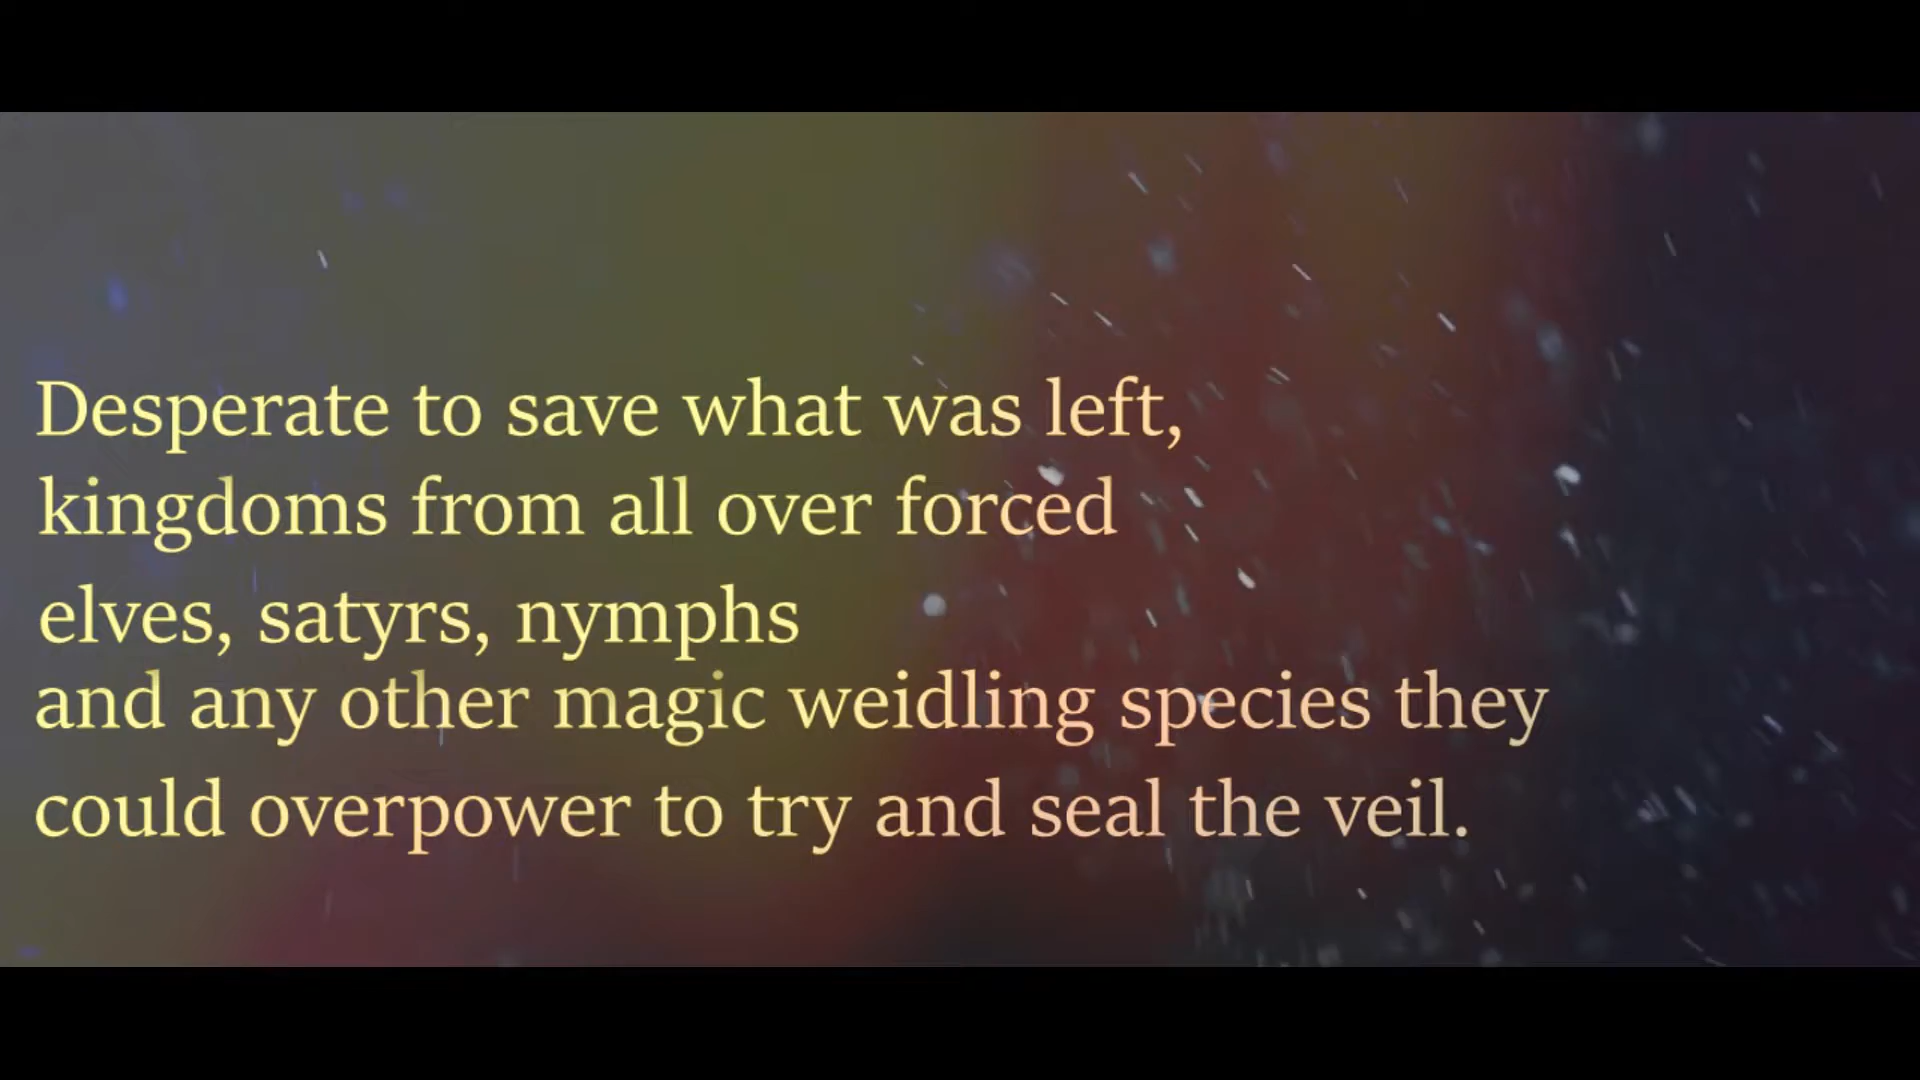 Desperate to save what was left,
kingdoms from all over forced
elves, satyrs, nymphs
and any other magic weidling species they
could overpower to try and seal the veil.